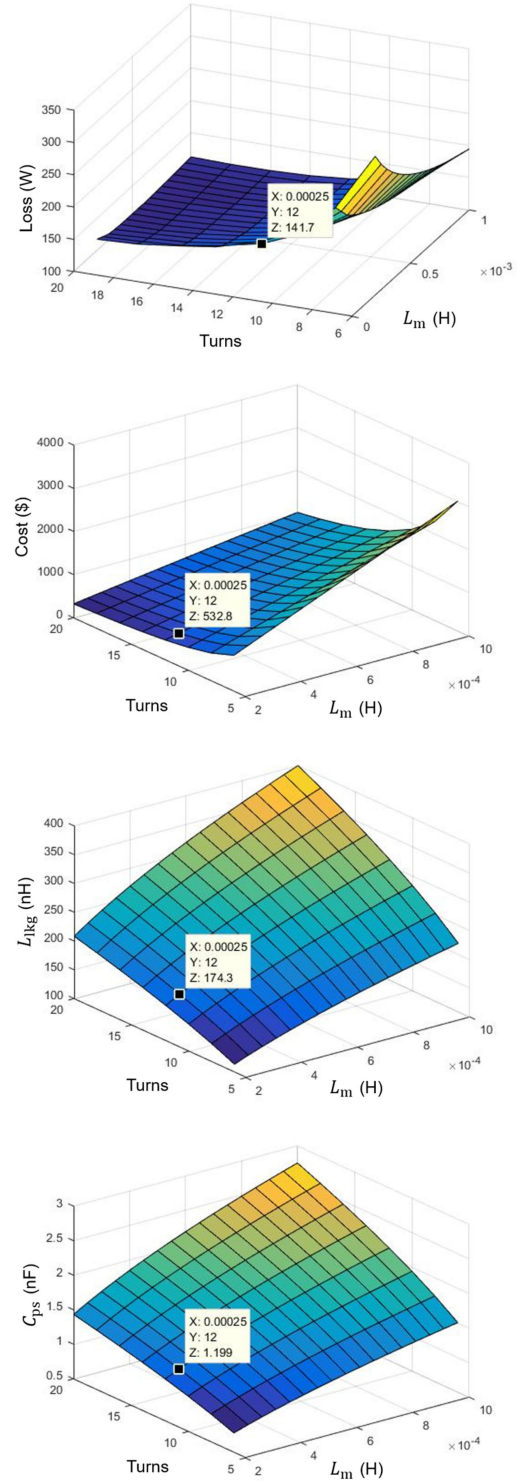 350
300
250
200
150
100
Loss (W)
X: 0.00025
Y: 12
Z: 141.7
20
18
16
14
12
10
8
6
Turns
0
0.5
1
×10⁻³
Lₘ (H)
4000
3000
2000
1000
0
Cost ($)
X: 0.00025
Y: 12
Z: 532.8
20
15
10
5
Turns
2
4
6
8
10
×10⁻⁴
Lₘ (H)
400
350
300
250
200
150
100
L_lkg (nH)
X: 0.00025
Y: 12
Z: 174.3
20
15
10
5
Turns
2
4
6
8
10
×10⁻⁴
Lₘ (H)
3
2.5
2
1.5
1
0.5
C_ps (nF)
X: 0.00025
Y: 12
Z: 1.199
20
15
10
5
Turns
2
4
6
8
10
×10⁻⁴
Lₘ (H)